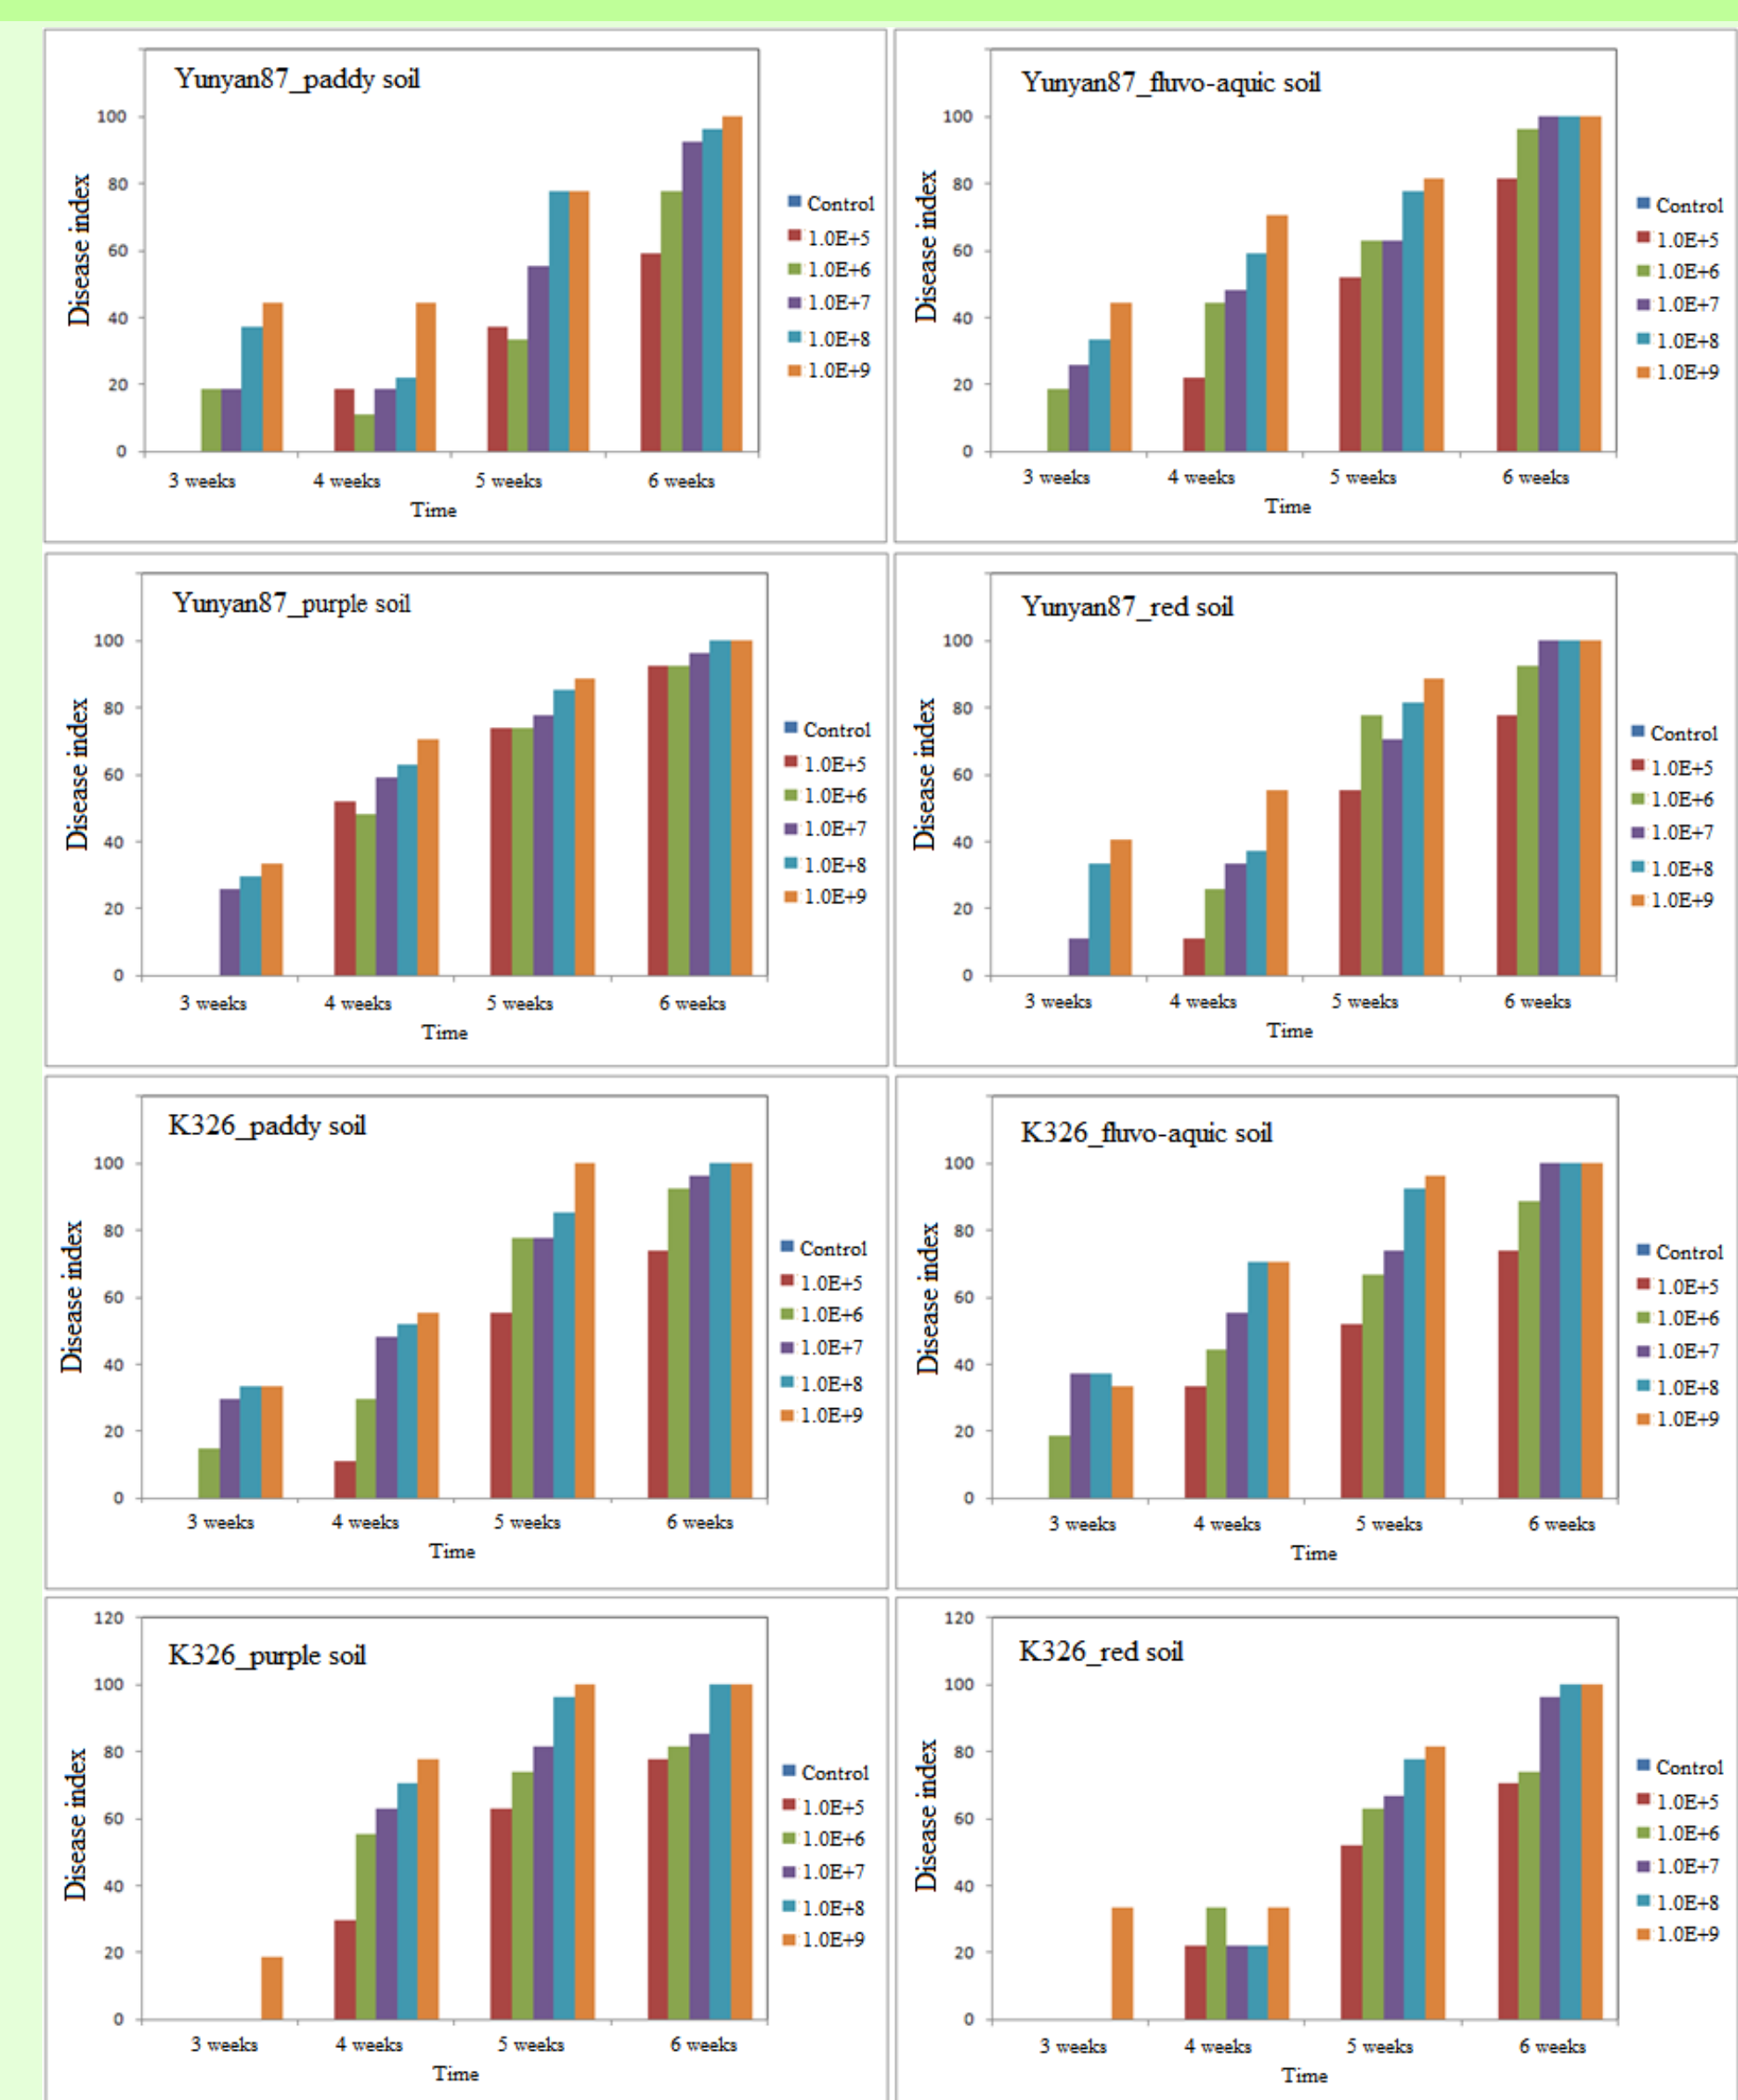 Yunyan87_paddy soil
100
80
60
40
20
0
Disease index
3 weeks 4 weeks 5 weeks 6 weeks
Time
Control
1.0E+5
1.0E+6
1.0E+7
1.0E+8
1.0E+9
Yunyan87_fluvo-aquic soil
100
80
60
40
20
0
Disease index
3 weeks 4 weeks 5 weeks 6 weeks
Time
Control
1.0E+5
1.0E+6
1.0E+7
1.0E+8
1.0E+9
Yunyan87_purple soil
100
80
60
40
20
0
Disease index
3 weeks 4 weeks 5 weeks 6 weeks
Time
Control
1.0E+5
1.0E+6
1.0E+7
1.0E+8
1.0E+9
Yunyan87_red soil
100
80
60
40
20
0
Disease index
3 weeks 4 weeks 5 weeks 6 weeks
Time
Control
1.0E+5
1.0E+6
1.0E+7
1.0E+8
1.0E+9
K326_paddy soil
100
80
60
40
20
0
Disease index
3 weeks 4 weeks 5 weeks 6 weeks
Time
Control
1.0E+5
1.0E+6
1.0E+7
1.0E+8
1.0E+9
K326_fluvo-aquic soil
100
80
60
40
20
0
Disease index
3 weeks 4 weeks 5 weeks 6 weeks
Time
Control
1.0E+5
1.0E+6
1.0E+7
1.0E+8
1.0E+9
K326_purple soil
120
100
80
60
40
20
0
Disease index
3 weeks 4 weeks 5 weeks 6 weeks
Time
Control
1.0E+5
1.0E+6
1.0E+7
1.0E+8
1.0E+9
K326_red soil
120
100
80
60
40
20
0
Disease index
3 weeks 4 weeks 5 weeks 6 weeks
Time
Control
1.0E+5
1.0E+6
1.0E+7
1.0E+8
1.0E+9